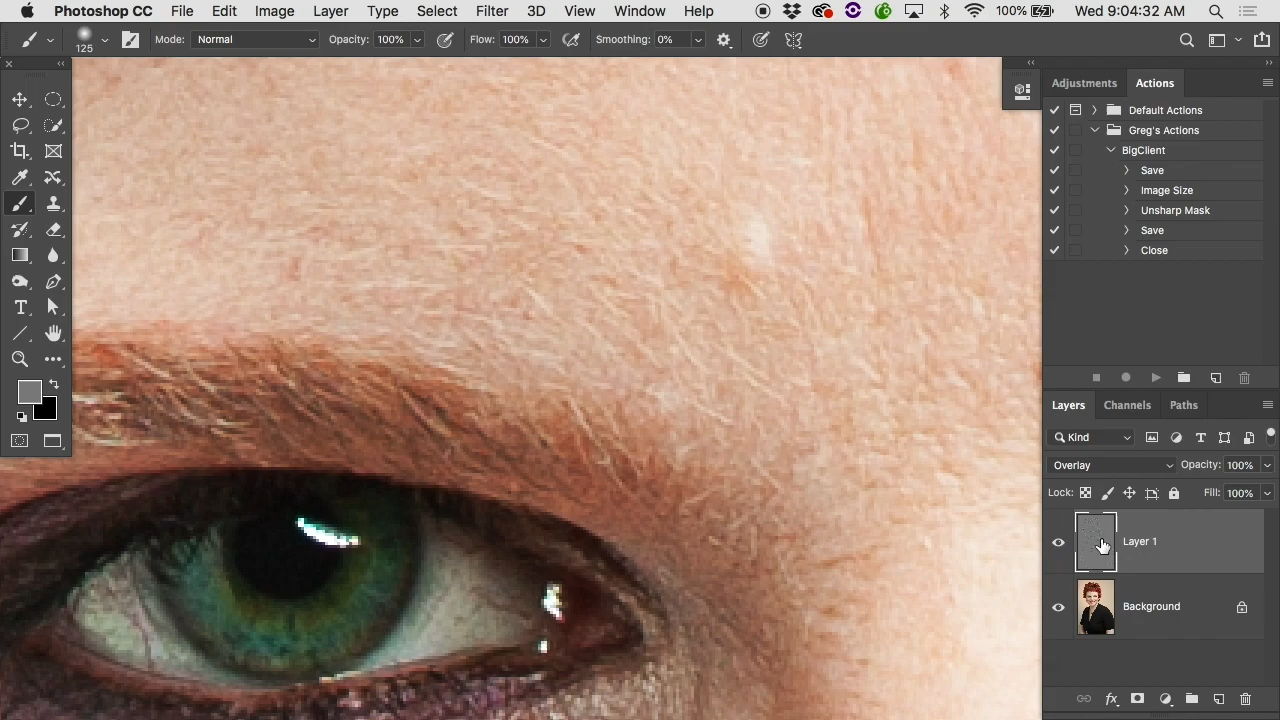 Photoshop CC File Edit Image Layer Type Select Filter 3D View Window Help 100% Wed 9:04:32 AM
125 Mode: Normal Opacity: 100% Flow: 100% Smoothing: 0%
Adjustments Actions
Default Actions
Greg's Actions
BigClient
Save
Image Size
Unsharp Mask
Save
Close
Layers Channels Paths
Kind
Overlay Opacity: 100%
Lock: Fill: 100%
Layer 1
Background